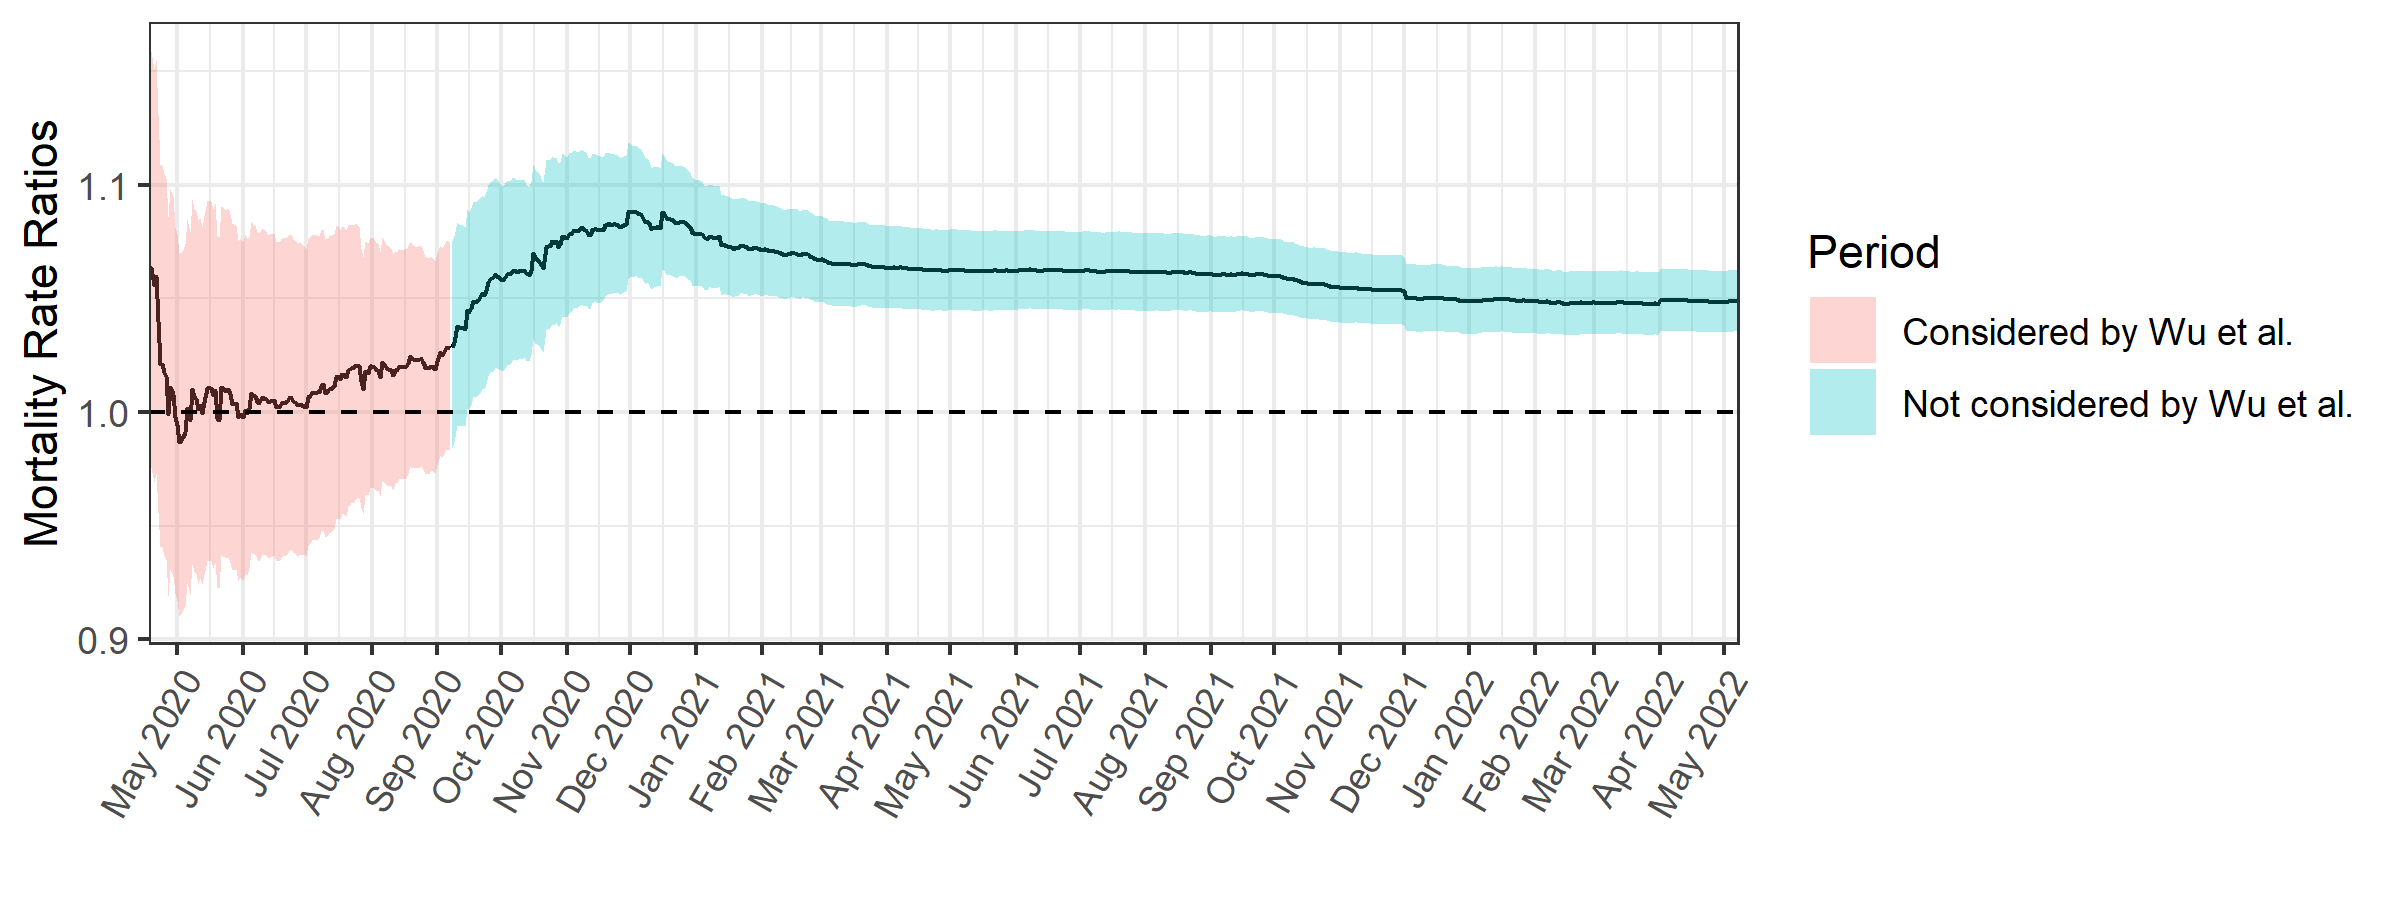 Mortality Rate Ratios
1.1
1.0
0.9
May 2020
Jun 2020
Jul 2020
Aug 2020
Sep 2020
Oct 2020
Nov 2020
Dec 2020
Jan 2021
Feb 2021
Mar 2021
Apr 2021
May 2021
Jun 2021
Jul 2021
Aug 2021
Sep 2021
Oct 2021
Nov 2021
Dec 2021
Jan 2022
Feb 2022
Mar 2022
Apr 2022
May 2022
Period
Considered by Wu et al.
Not considered by Wu et al.